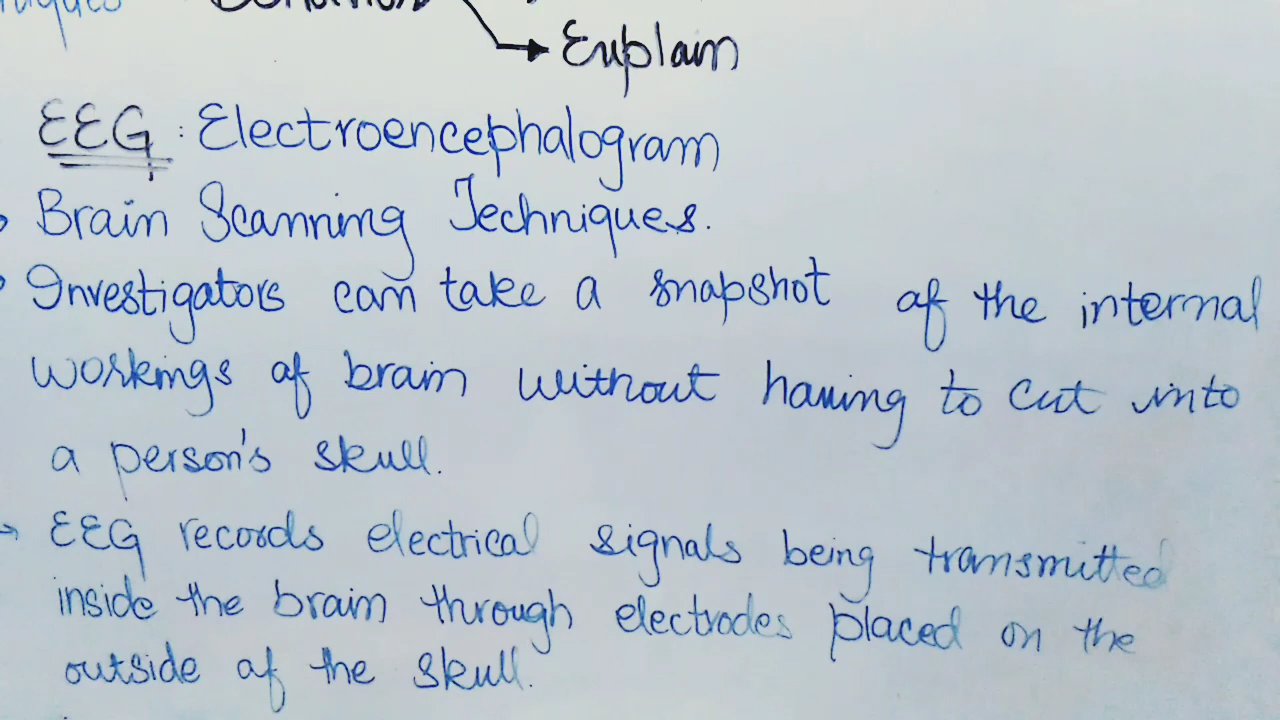 Explain
EEG : Electroencephalogram
Brain Scanning Techniques.
Investigators can take a snapshot of the internal
workings of brain without having to cut into
a person's skull.
→ EEG records electrical signals being transmitted
inside the brain through electrodes placed on the
outside of the skull.